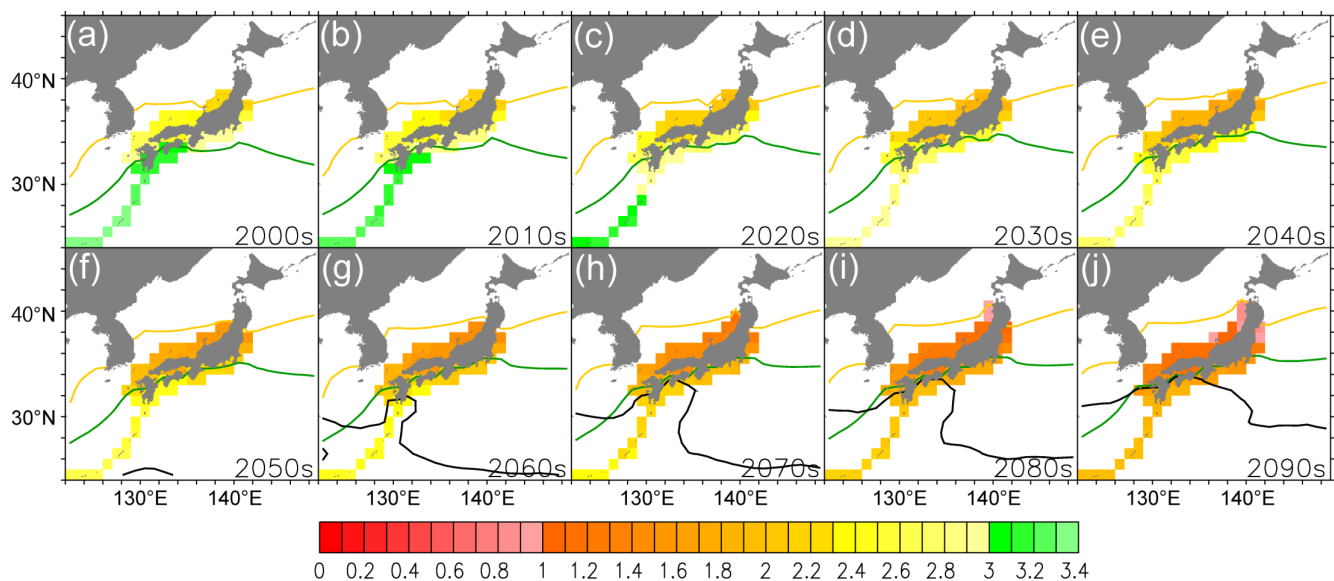 (a) (b) (c) (d) (e)
40°N
30°N
2000s 2010s 2020s 2030s 2040s
(f) (g) (h) (i) (j)
40°N
30°N
2050s 2060s 2070s 2080s 2090s
130°E 140°E 130°E 140°E 130°E 140°E 130°E 140°E 130°E 140°E
0 0.2 0.4 0.6 0.8 1 1.2 1.4 1.6 1.8 2 2.2 2.4 2.6 2.8 3 3.2 3.4